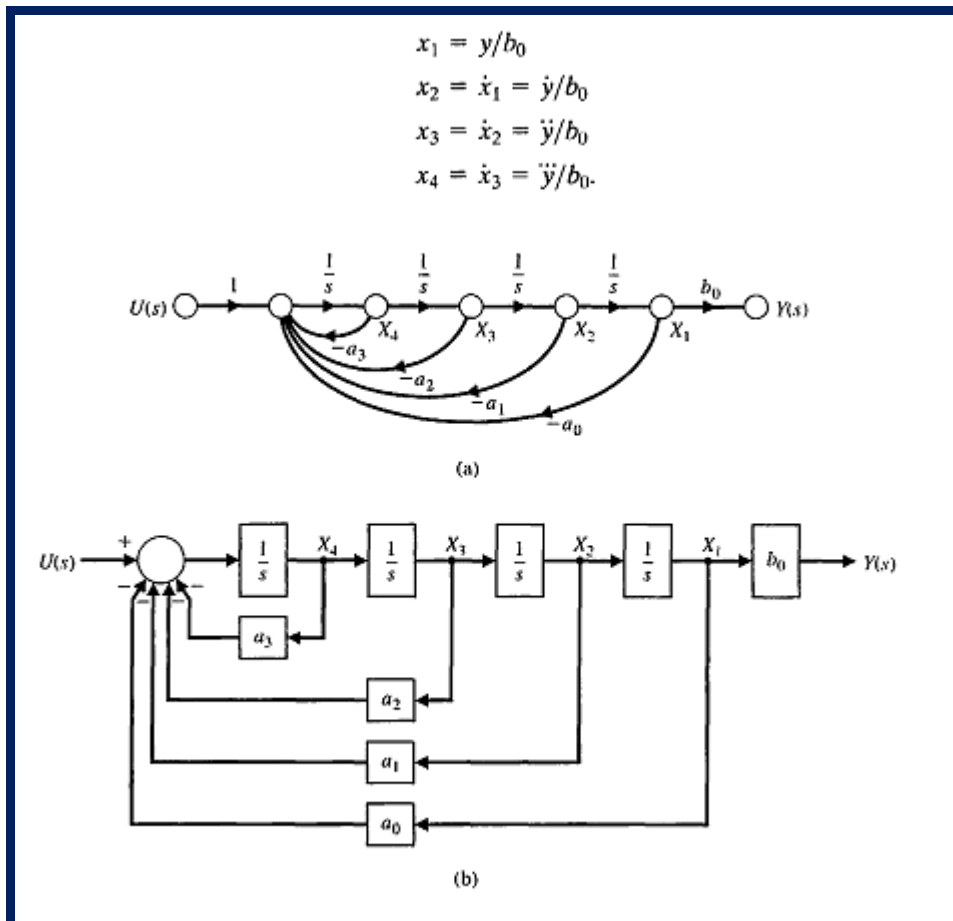 x₁ = y/b₀
x₂ = ẋ₁ = ẏ/b₀
x₃ = ẋ₂ = ÿ/b₀
x₄ = ẋ₃ = y⃛/b₀.
1 1/s 1/s 1/s 1/s b₀
U(s) X₄ X₃ X₂ X₁ Y(s)
−a₃
−a₂
−a₁
−a₀
(a)
U(s) + 1/s X₄ 1/s X₃ 1/s X₂ 1/s X₁ b₀ Y(s)
− − − −
a₃
a₂
a₁
a₀
(b)